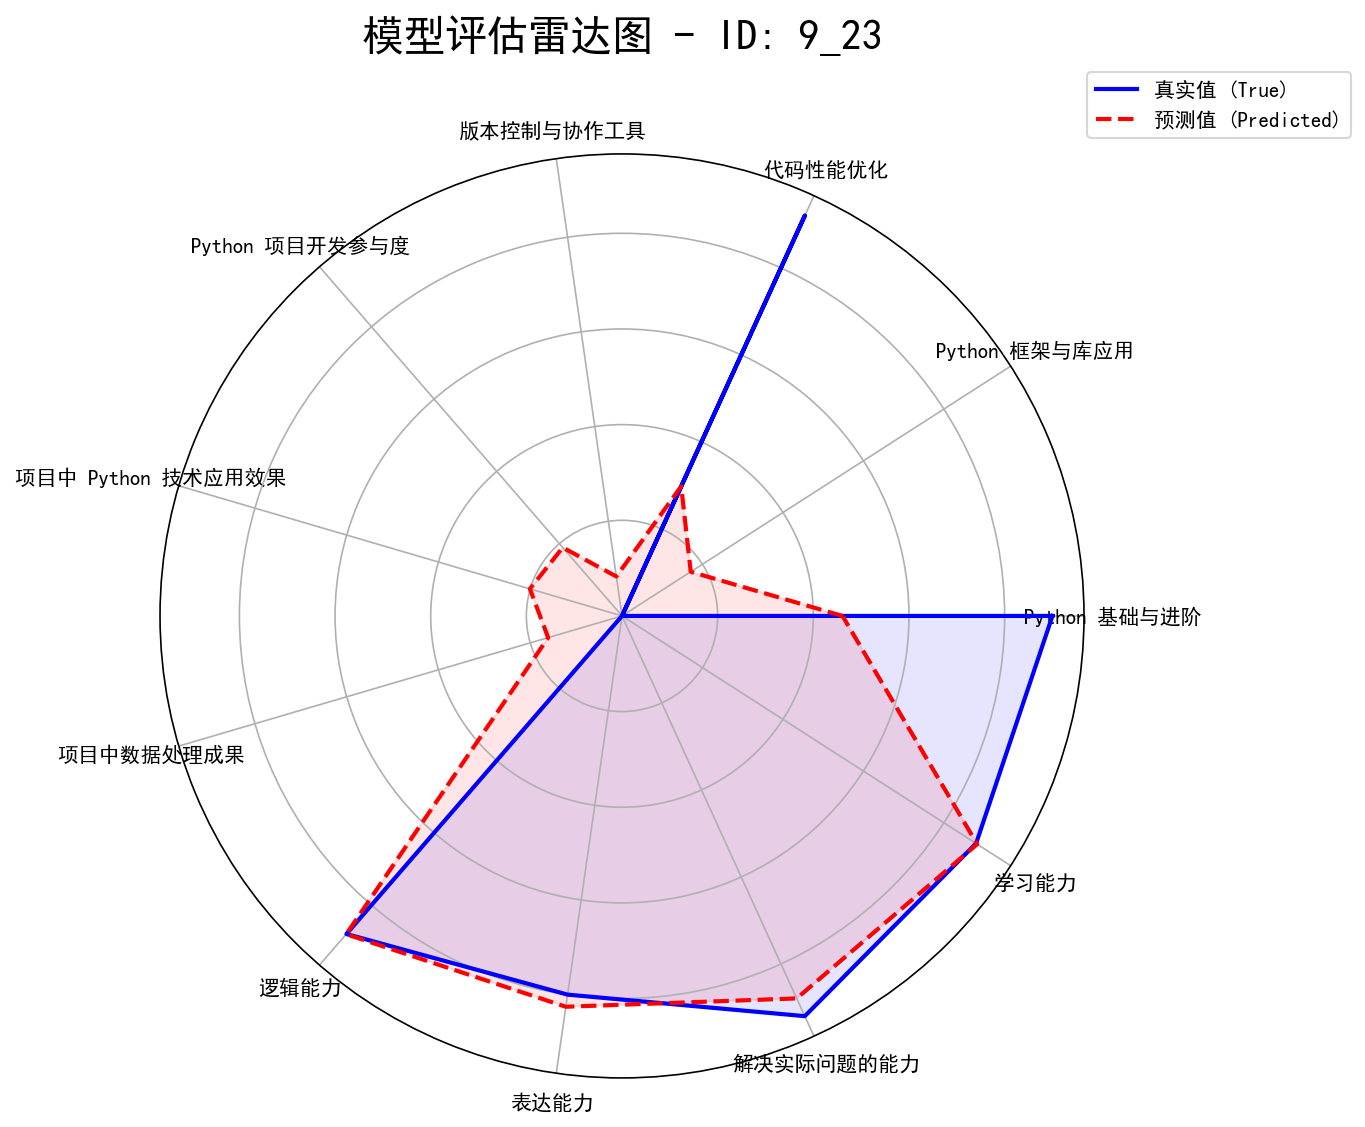 模型评估雷达图 - ID: 9_23
真实值 (True)
预测值 (Predicted)
版本控制与协作工具
代码性能优化
Python 项目开发参与度
Python 框架与库应用
项目中 Python 技术应用效果
Python 基础与进阶
项目中数据处理成果
学习能力
逻辑能力
解决实际问题的能力
表达能力